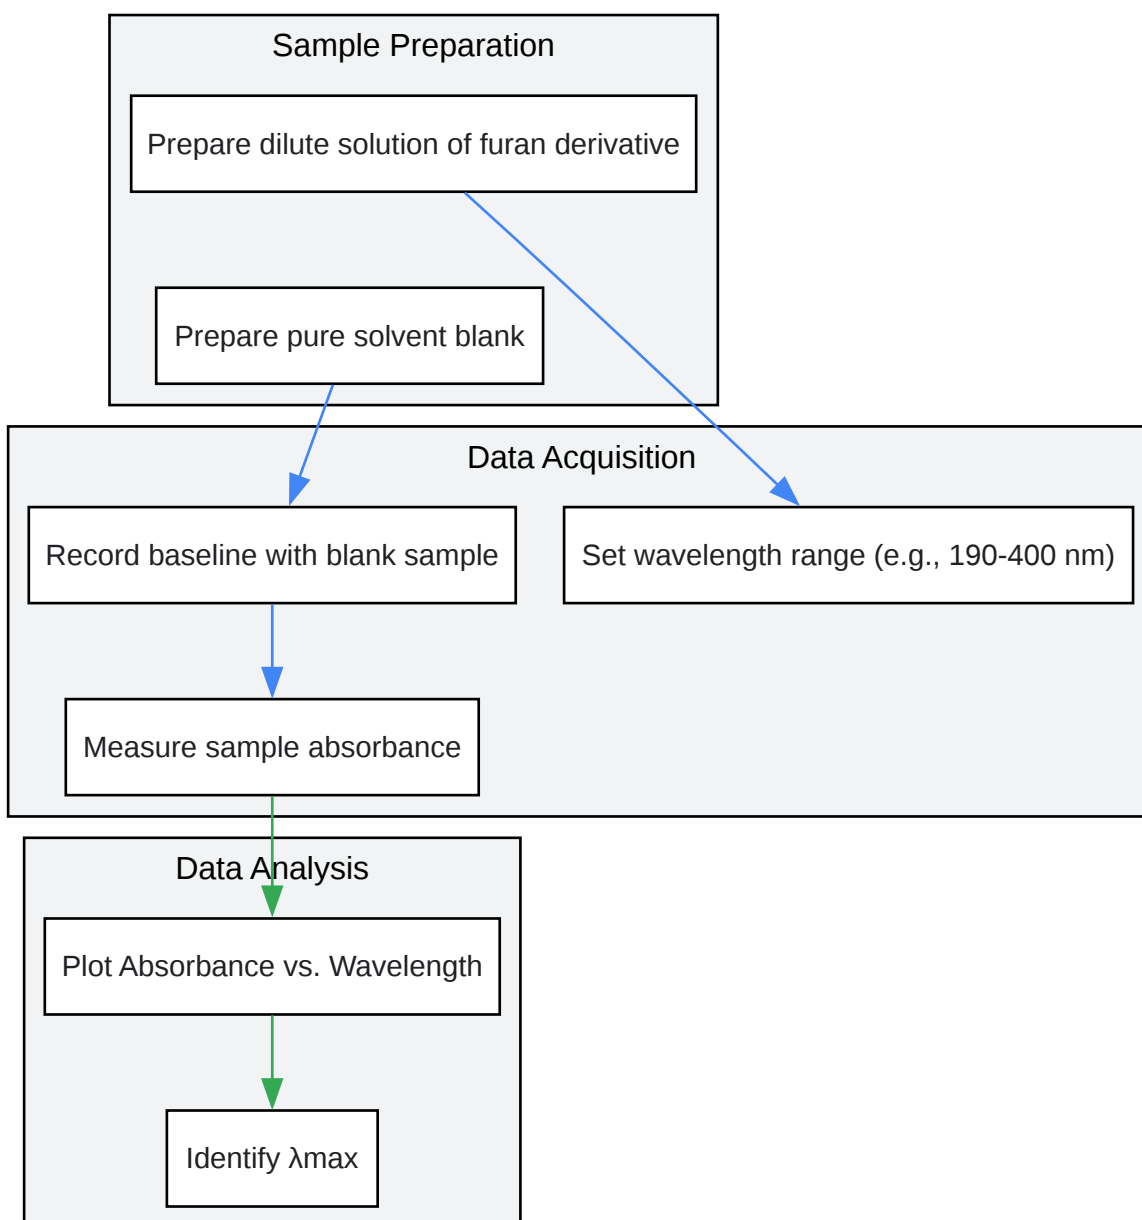 Sample Preparation
Prepare dilute solution of furan derivative
Prepare pure solvent blank
Data Acquisition
Record baseline with blank sample
Set wavelength range (e.g., 190-400 nm)
Measure sample absorbance
Data Analysis
Plot Absorbance vs. Wavelength
Identify λmax